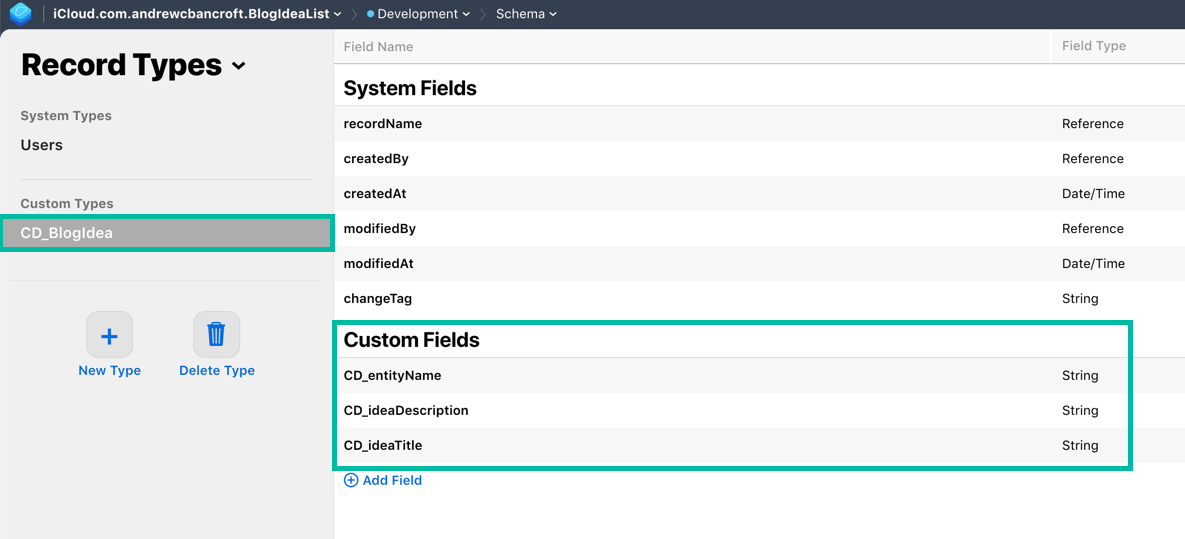 iCloud.com.andrewcbancroft.BlogIdeaList
Development
Schema
Record Types
System Types
Users
Custom Types
CD_BlogIdea
New Type
Delete Type
Field Name
Field Type
System Fields
recordName Reference
createdBy Reference
createdAt Date/Time
modifiedBy Reference
modifiedAt Date/Time
changeTag String
Custom Fields
CD_entityName String
CD_ideaDescription String
CD_ideaTitle String
Add Field